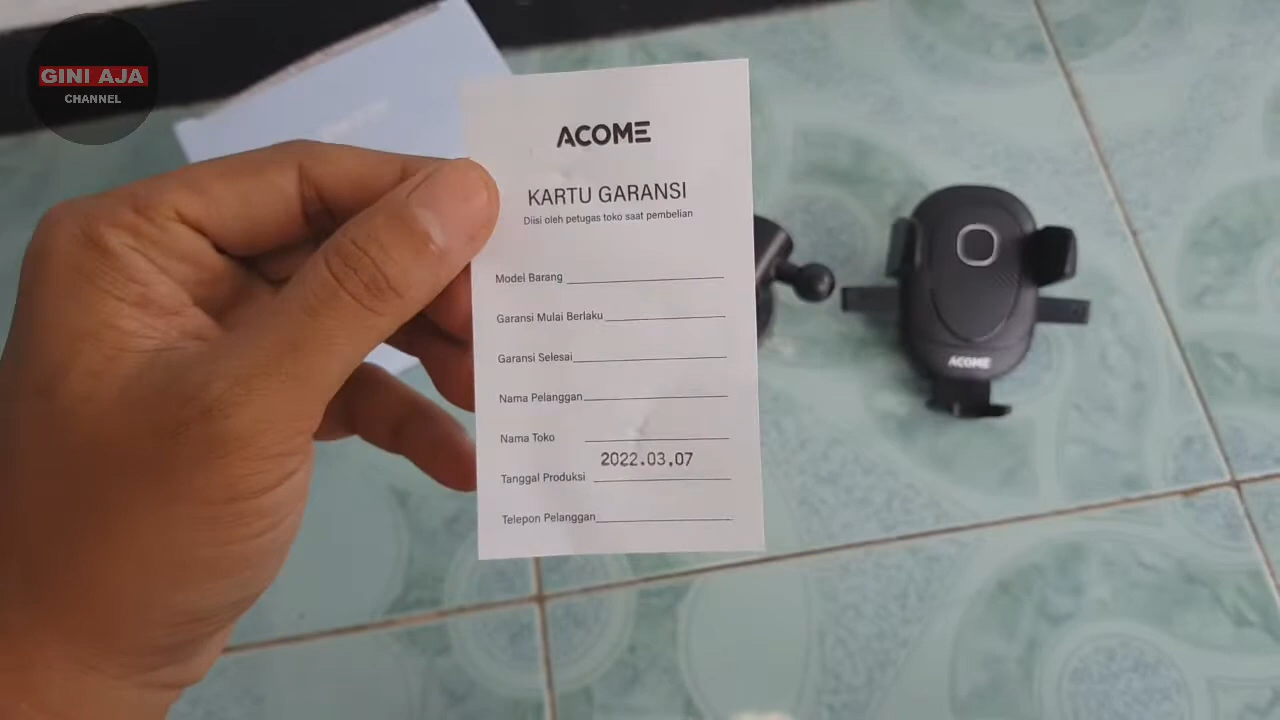 GINI AJA
CHANNEL
ACOME
KARTU GARANSI
Diisi oleh petugas toko saat pembelian
Model Barang
Garansi Mulai Berlaku
Garansi Selesai
Nama Pelanggan
Nama Toko
2022.03.07
Tanggal Produksi
Telepon Pelanggan
ACOME